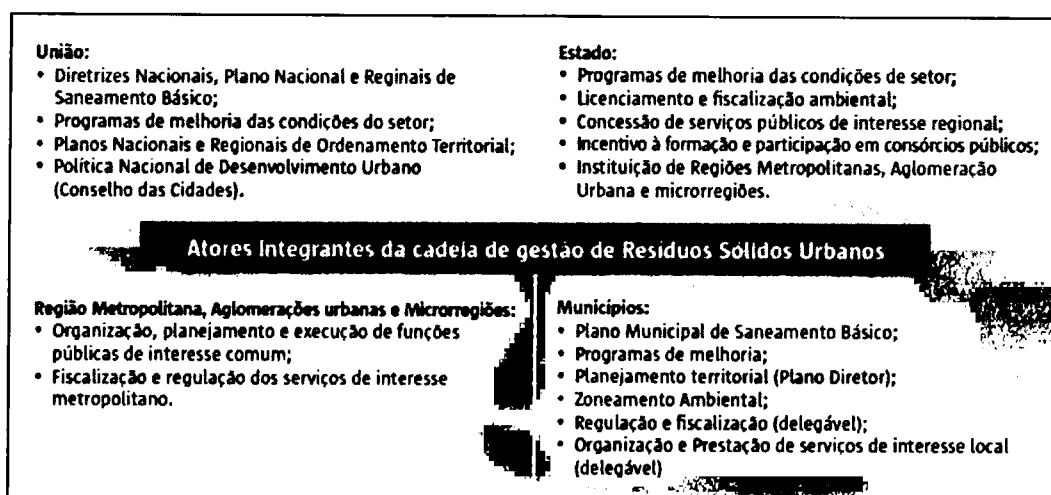 União:
• Diretrizes Nacionais, Plano Nacional e Reginais de
Saneamento Básico;
• Programas de melhoria das condições do setor;
• Planos Nacionais e Regionais de Ordenamento Territorial;
• Política Nacional de Desenvolvimento Urbano
(Conselho das Cidades).
Estado:
• Programas de melhoria das condições de setor;
• Licenciamento e fiscalização ambiental;
• Concessão de serviços públicos de interesse regional;
• Incentivo à formação e participação em consórcios públicos;
• Instituição de Regiões Metropolitanas, Aglomeração
Urbana e microrregiões.
Atores Integrantes da cadeia de gestão de Resíduos Sólidos Urbanos
Região Metropolitana, Aglomerações urbanas e Microrregiões:
• Organização, planejamento e execução de funções
públicas de interesse comum;
• Fiscalização e regulação dos serviços de interesse
metropolitano.
Municípios:
• Plano Municipal de Saneamento Básico;
• Programas de melhoria;
• Planejamento territorial (Plano Diretor);
• Zoneamento Ambiental;
• Regulação e fiscalização (delegável);
• Organização e Prestação de serviços de interesse local
(delegável)